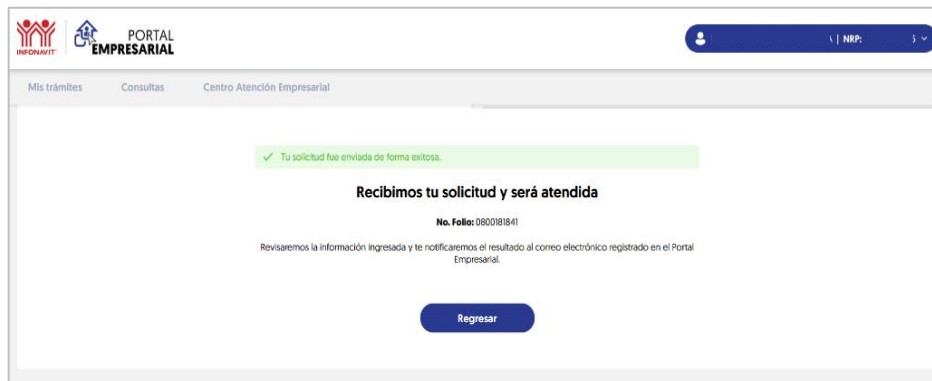 INFONAVIT
PORTAL
EMPRESARIAL
| NRP:
Mis trámites Consultas Centro Atención Empresarial
Tu solicitud fue enviada de forma exitosa.
Recibimos tu solicitud y será atendida
No. Folio: 0800181841
Revisaremos la información ingresada y te notificaremos el resultado al correo electrónico registrado en el Portal
Empresarial.
Regresar